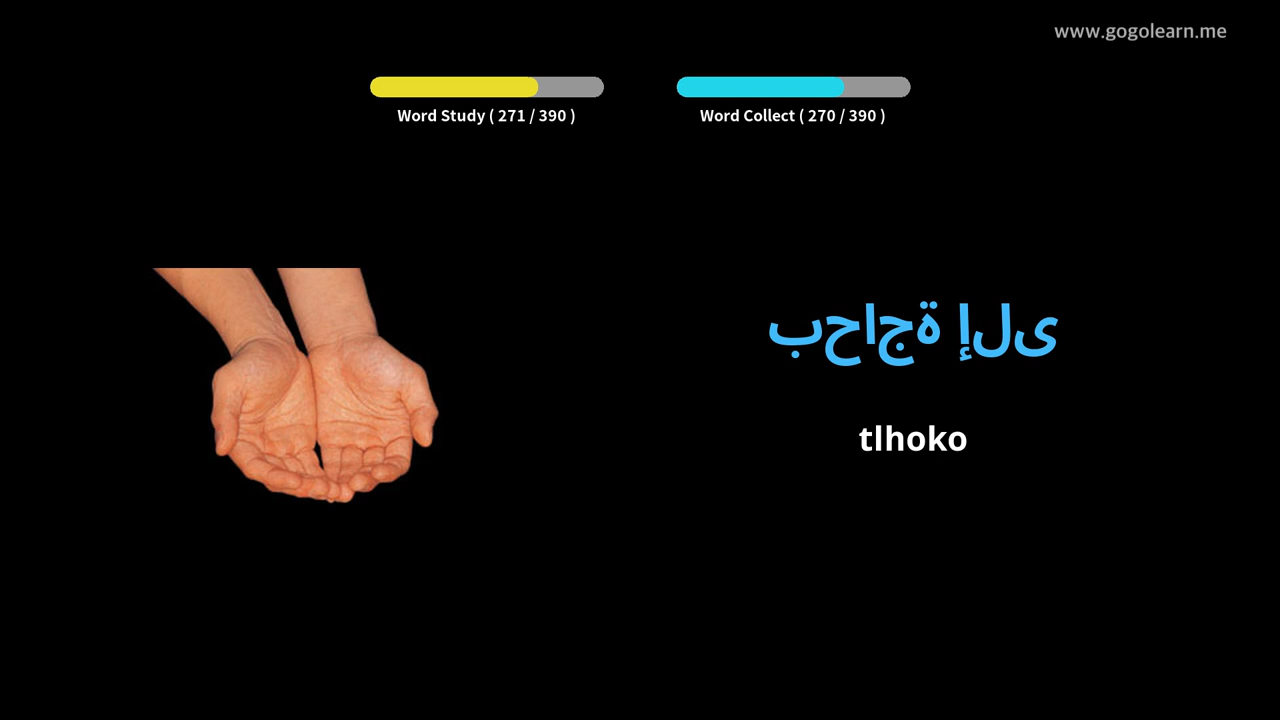 www.gogolearn.me
Word Study ( 271 / 390 )
Word Collect ( 270 / 390 )
بحاجة إلى
tlhoko